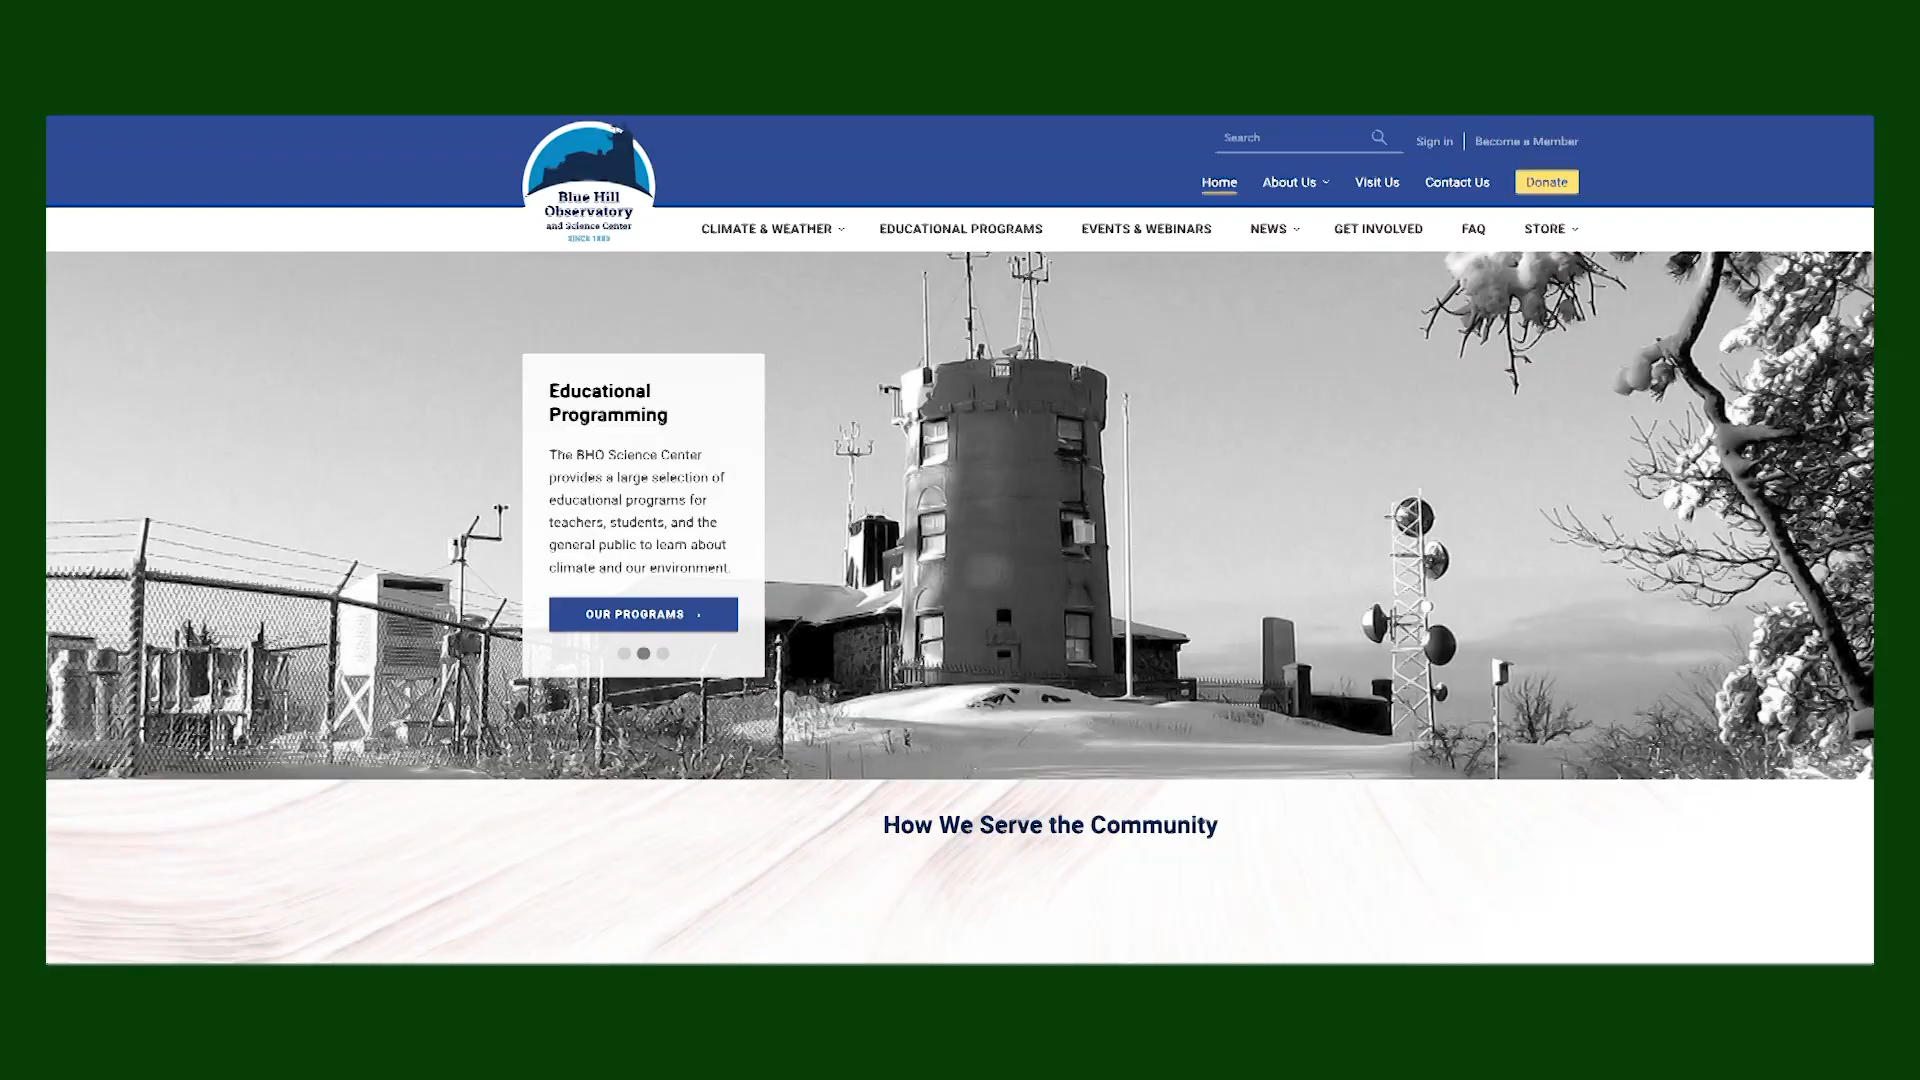 Search
Sign in
Become a Member
Home
About Us
Visit Us
Contact Us
Donate
Blue Hill
Observatory
and Science Center
SINCE 1885
CLIMATE & WEATHER
EDUCATIONAL PROGRAMS
EVENTS & WEBINARS
NEWS
GET INVOLVED
FAQ
STORE
Educational
Programming
The BHO Science Center
provides a large selection of
educational programs for
teachers, students, and the
general public to learn about
climate and our environment.
OUR PROGRAMS
How We Serve the Community